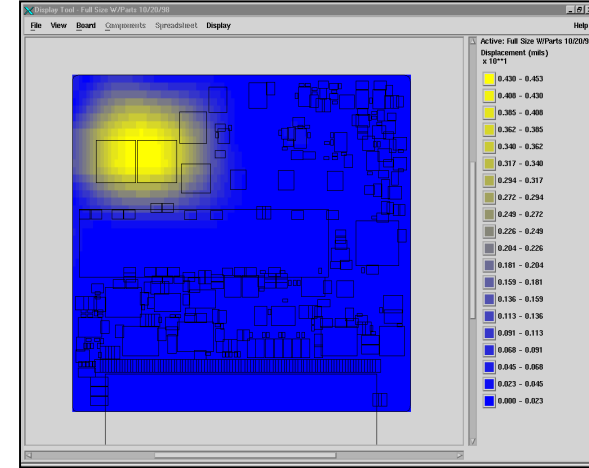 Display Tool - Full Size W/Parts 10/20/98
File View Board Components Spreadsheet Display Help
Active: Full Size W/Parts 10/20/9
Displacement (mils)
x 10**1
0.430 - 0.453
0.408 - 0.430
0.385 - 0.408
0.362 - 0.385
0.340 - 0.362
0.317 - 0.340
0.294 - 0.317
0.272 - 0.294
0.249 - 0.272
0.226 - 0.249
0.204 - 0.226
0.181 - 0.204
0.159 - 0.181
0.136 - 0.159
0.113 - 0.136
0.091 - 0.113
0.068 - 0.091
0.045 - 0.068
0.023 - 0.045
0.000 - 0.023